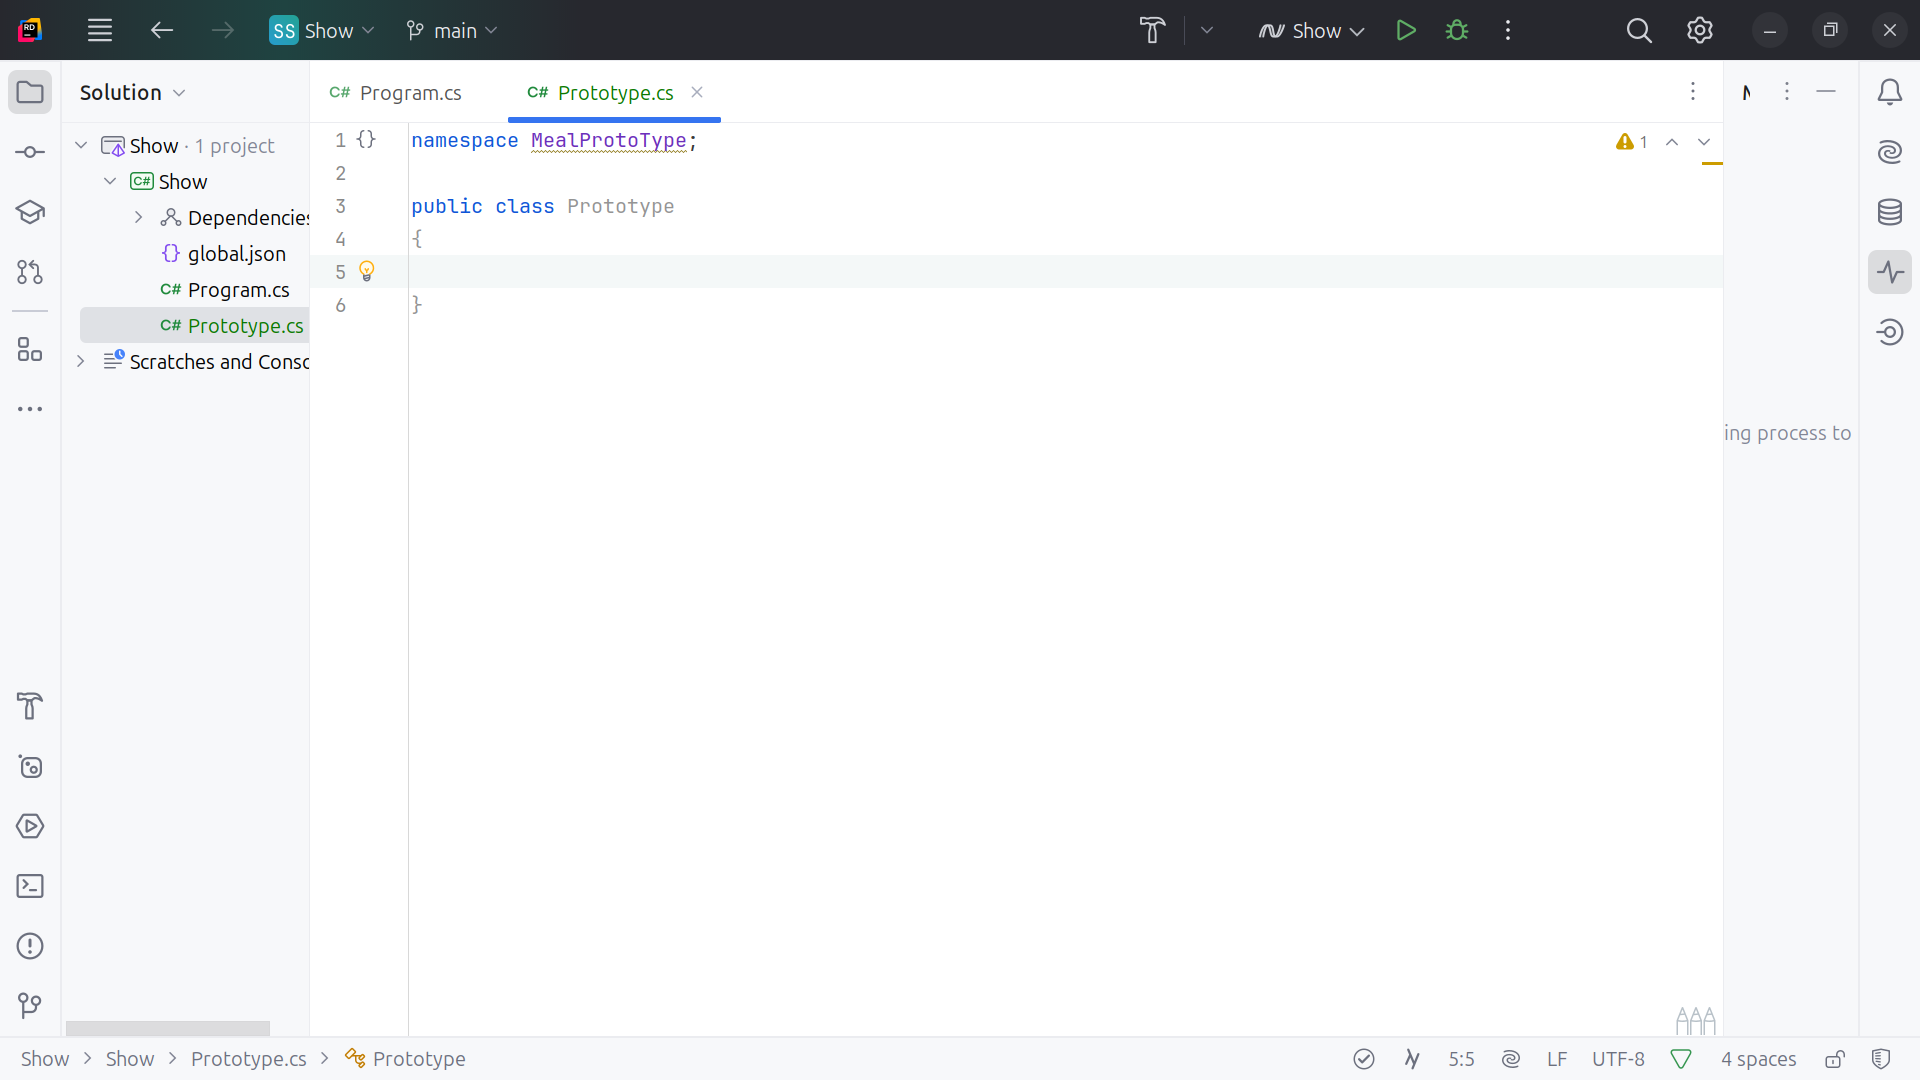 RD
SS Show
main
Show
Solution
C# Program.cs
C# Prototype.cs
Show · 1 project
C# Show
Dependencies
{} global.json
C# Program.cs
C# Prototype.cs
Scratches and Consc
1 {} namespace MealProtoType;
2
3 public class Prototype
4 {
5
6 }
1
ing process to
Show > Show > Prototype.cs > Prototype
5:5
LF
UTF-8
4 spaces